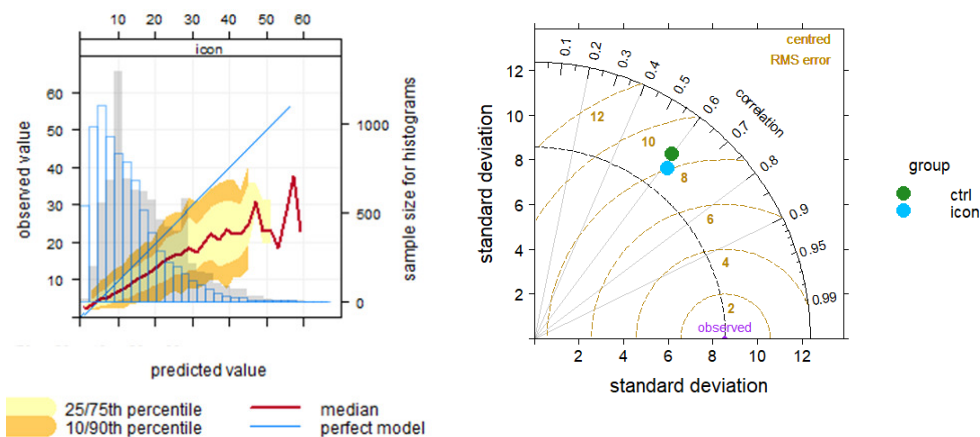 10 20 30 40 50 60
icon
60
50
40
30
20
10
observed value
1000
500
0
sample size for histograms
predicted value
25/75th percentile
10/90th percentile
median
perfect model
centred
RMS error
0.1 0.2 0.3 0.4 0.5 0.6 0.7 0.8 0.9 0.95 0.99
correlation
12
10
8
6
4
2
standard deviation
12
10
8
6
4
2
observed
2 4 6 8 10 12
standard deviation
group
ctrl
icon